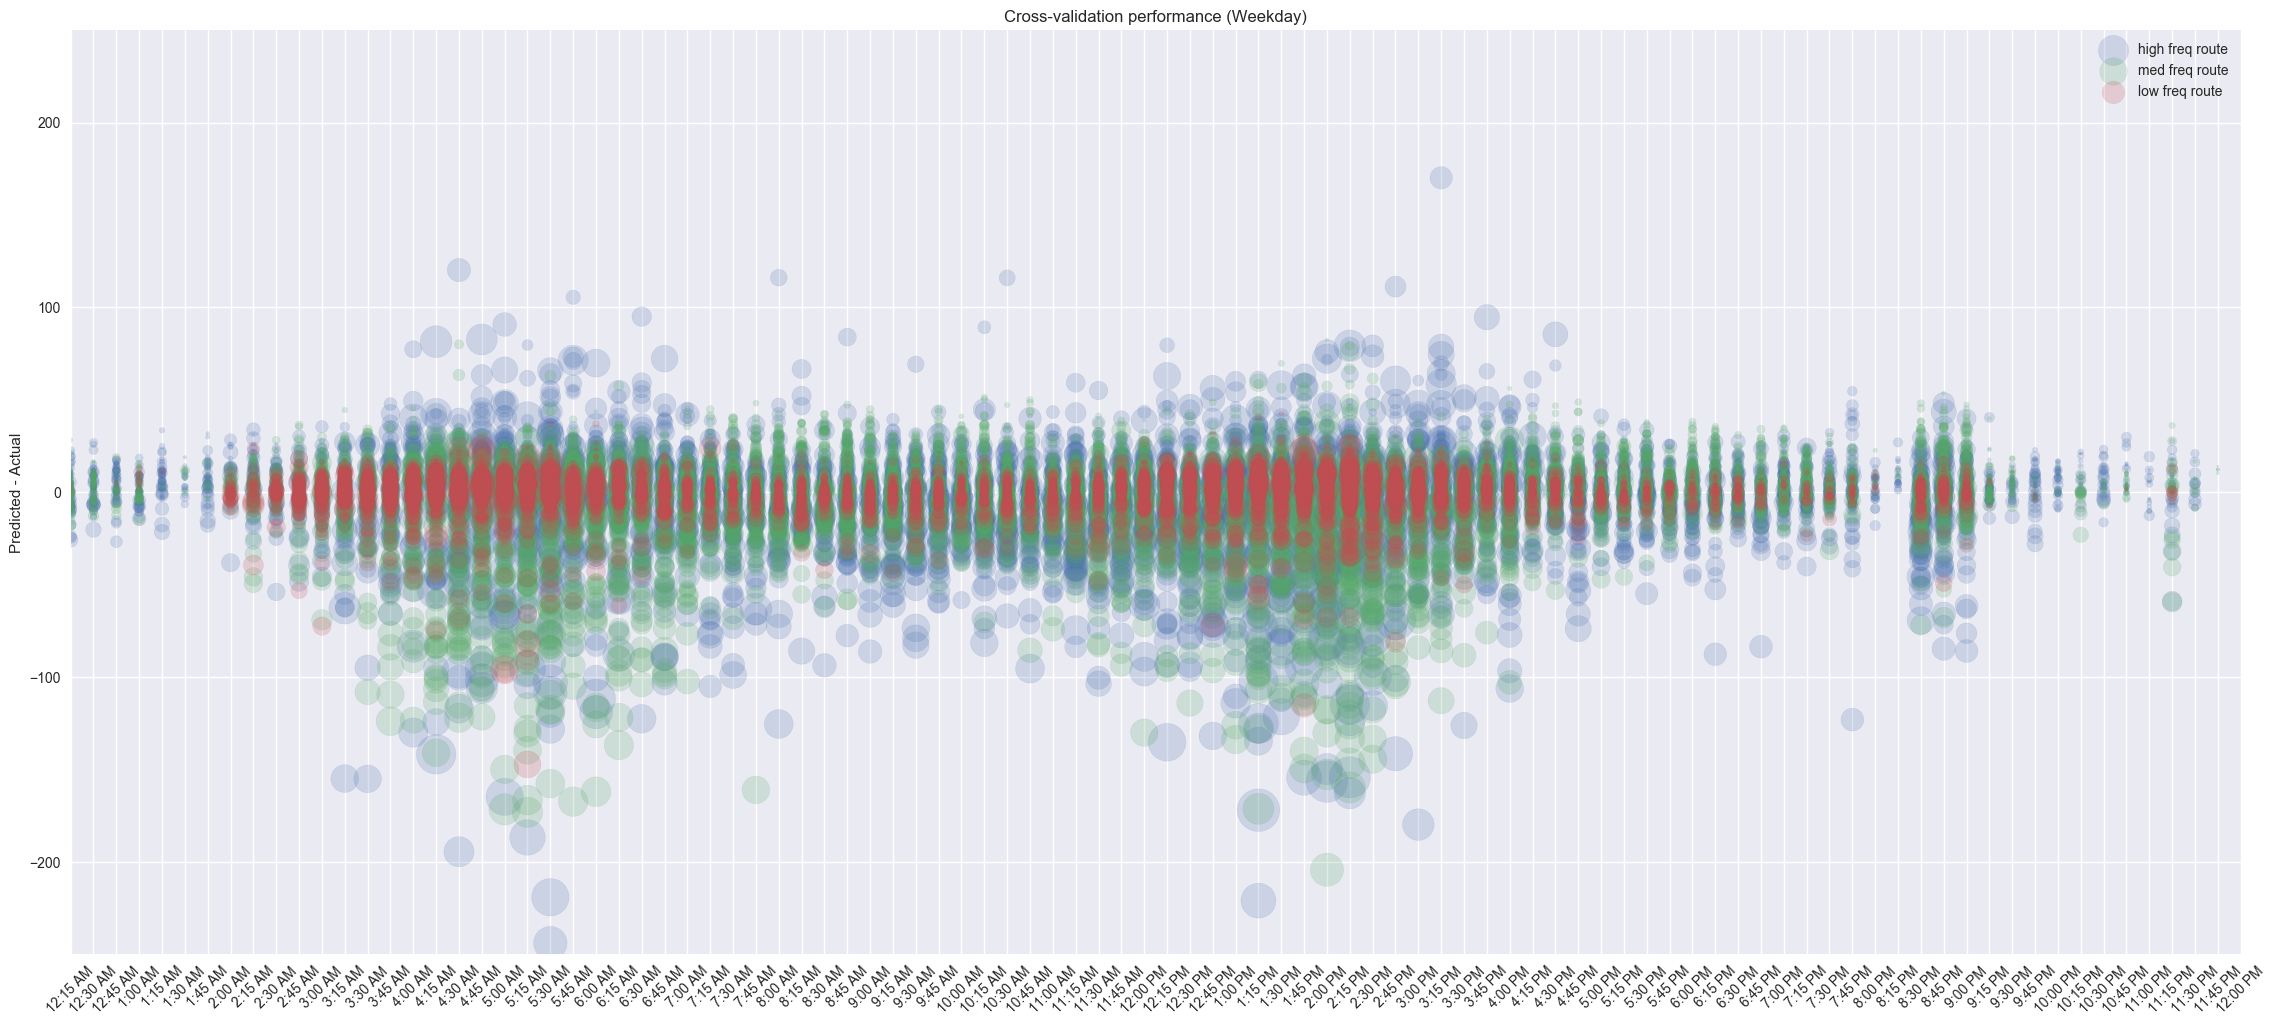 Cross-validation performance (Weekday)
high freq route
med freq route
low freq route
Predicted - Actual
200
100
0
−100
−200
12:15 AM
12:30 AM
12:45 AM
1:00 AM
1:15 AM
1:30 AM
1:45 AM
2:00 AM
2:15 AM
2:30 AM
2:45 AM
3:00 AM
3:15 AM
3:30 AM
3:45 AM
4:00 AM
4:15 AM
4:30 AM
4:45 AM
5:00 AM
5:15 AM
5:30 AM
5:45 AM
6:00 AM
6:15 AM
6:30 AM
6:45 AM
7:00 AM
7:15 AM
7:30 AM
7:45 AM
8:00 AM
8:15 AM
8:30 AM
8:45 AM
9:00 AM
9:15 AM
9:30 AM
9:45 AM
10:00 AM
10:15 AM
10:30 AM
10:45 AM
11:00 AM
11:15 AM
11:30 AM
11:45 AM
12:00 PM
12:15 PM
12:30 PM
12:45 PM
1:00 PM
1:15 PM
1:30 PM
1:45 PM
2:00 PM
2:15 PM
2:30 PM
2:45 PM
3:00 PM
3:15 PM
3:30 PM
3:45 PM
4:00 PM
4:15 PM
4:30 PM
4:45 PM
5:00 PM
5:15 PM
5:30 PM
5:45 PM
6:00 PM
6:15 PM
6:30 PM
6:45 PM
7:00 PM
7:15 PM
7:30 PM
7:45 PM
8:00 PM
8:15 PM
8:30 PM
8:45 PM
9:00 PM
9:15 PM
9:30 PM
9:45 PM
10:00 PM
10:15 PM
10:30 PM
10:45 PM
11:00 PM
11:15 PM
11:30 PM
11:45 PM
12:00 PM